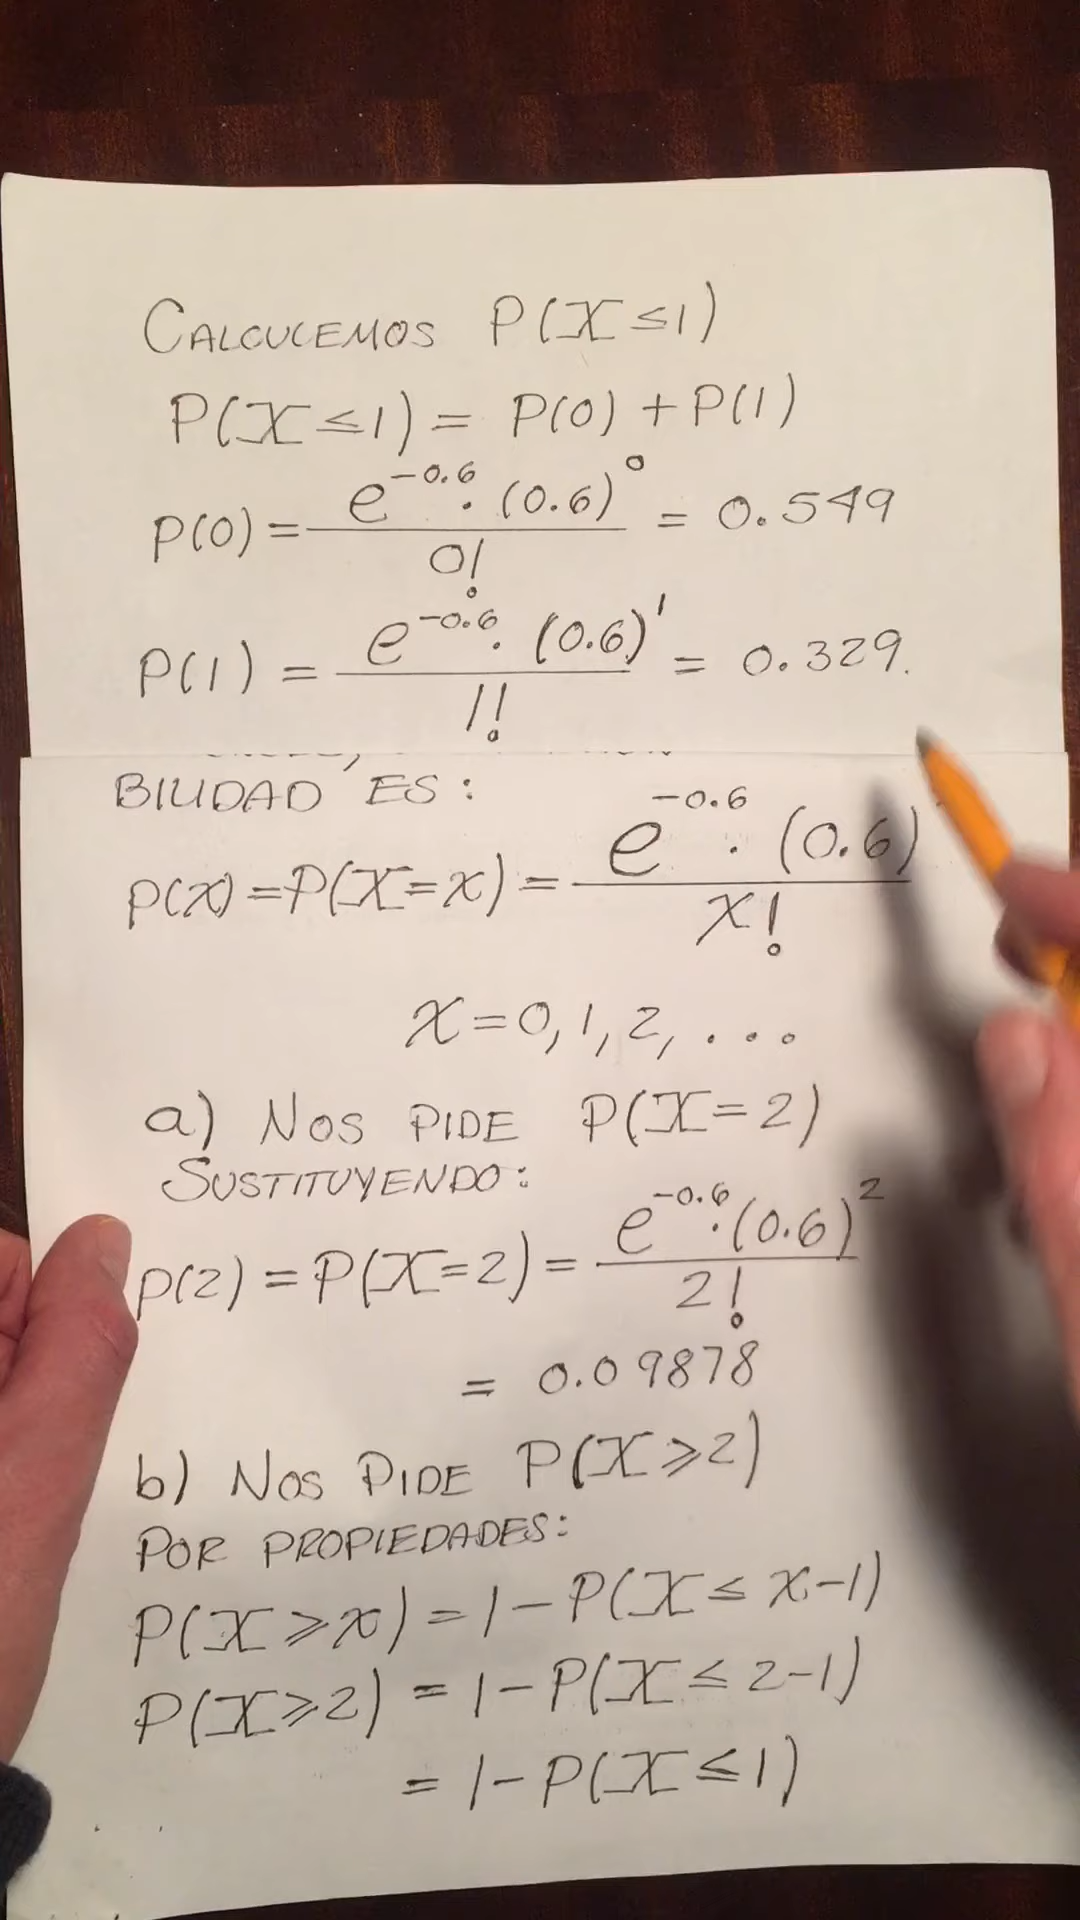 CALCULEMOS P(X ≤ 1)
P(X ≤ 1) = P(0) + P(1)
P(0) = e^-0.6 · (0.6)^0 / 0! = 0.549
P(1) = e^-0.6 · (0.6)^1 / 1! = 0.329.
BILIDAD ES:
p(x) = P(X = x) = e^-0.6 · (0.6) / x!
x = 0, 1, 2, ...
a) NOS PIDE P(X = 2)
SUSTITUYENDO:
p(2) = P(X = 2) = e^-0.6 · (0.6)^2 / 2!
= 0.09878
b) NOS PIDE P(X ≥ 2)
POR PROPIEDADES:
P(X ≥ x) = 1 - P(X ≤ x-1)
P(X ≥ 2) = 1 - P(X ≤ 2-1)
= 1 - P(X ≤ 1)